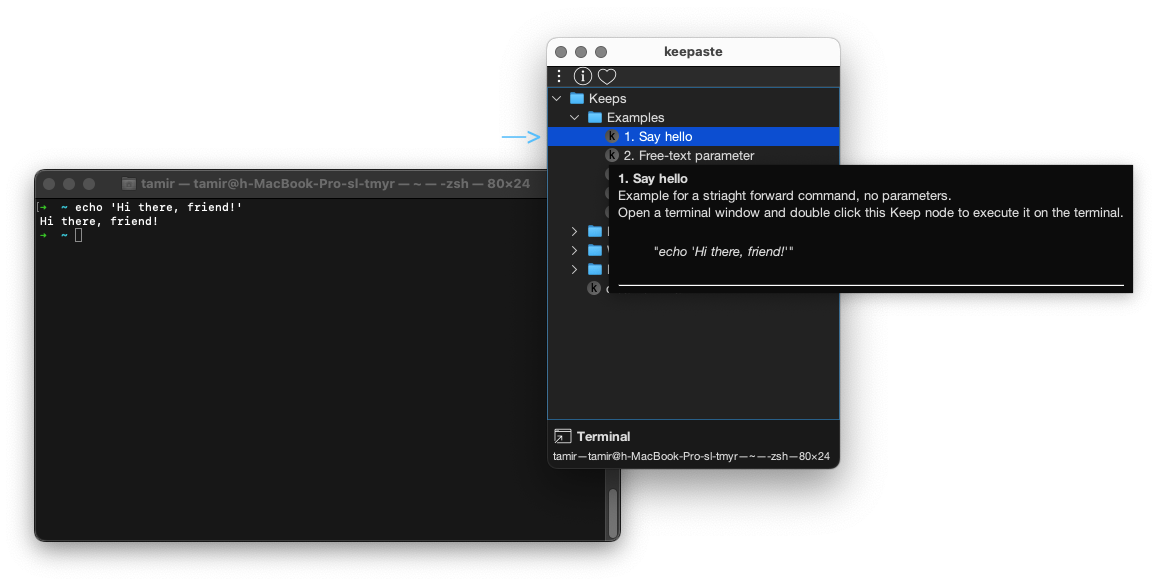 keepaste
Keeps
Examples
k 1. Say hello
k 2. Free-text parameter
1. Say hello
Example for a striaght forward command, no parameters.
Open a terminal window and double click this Keep node to execute it on the terminal.
"echo 'Hi there, friend!'"
k
Terminal
tamir—tamir@h-MacBook-Pro-sl-tmyr—~—-zsh—80×24
tamir — tamir@h-MacBook-Pro-sl-tmyr — ~ — -zsh — 80×24
[➜ ~ echo 'Hi there, friend!'
Hi there, friend!
➜ ~